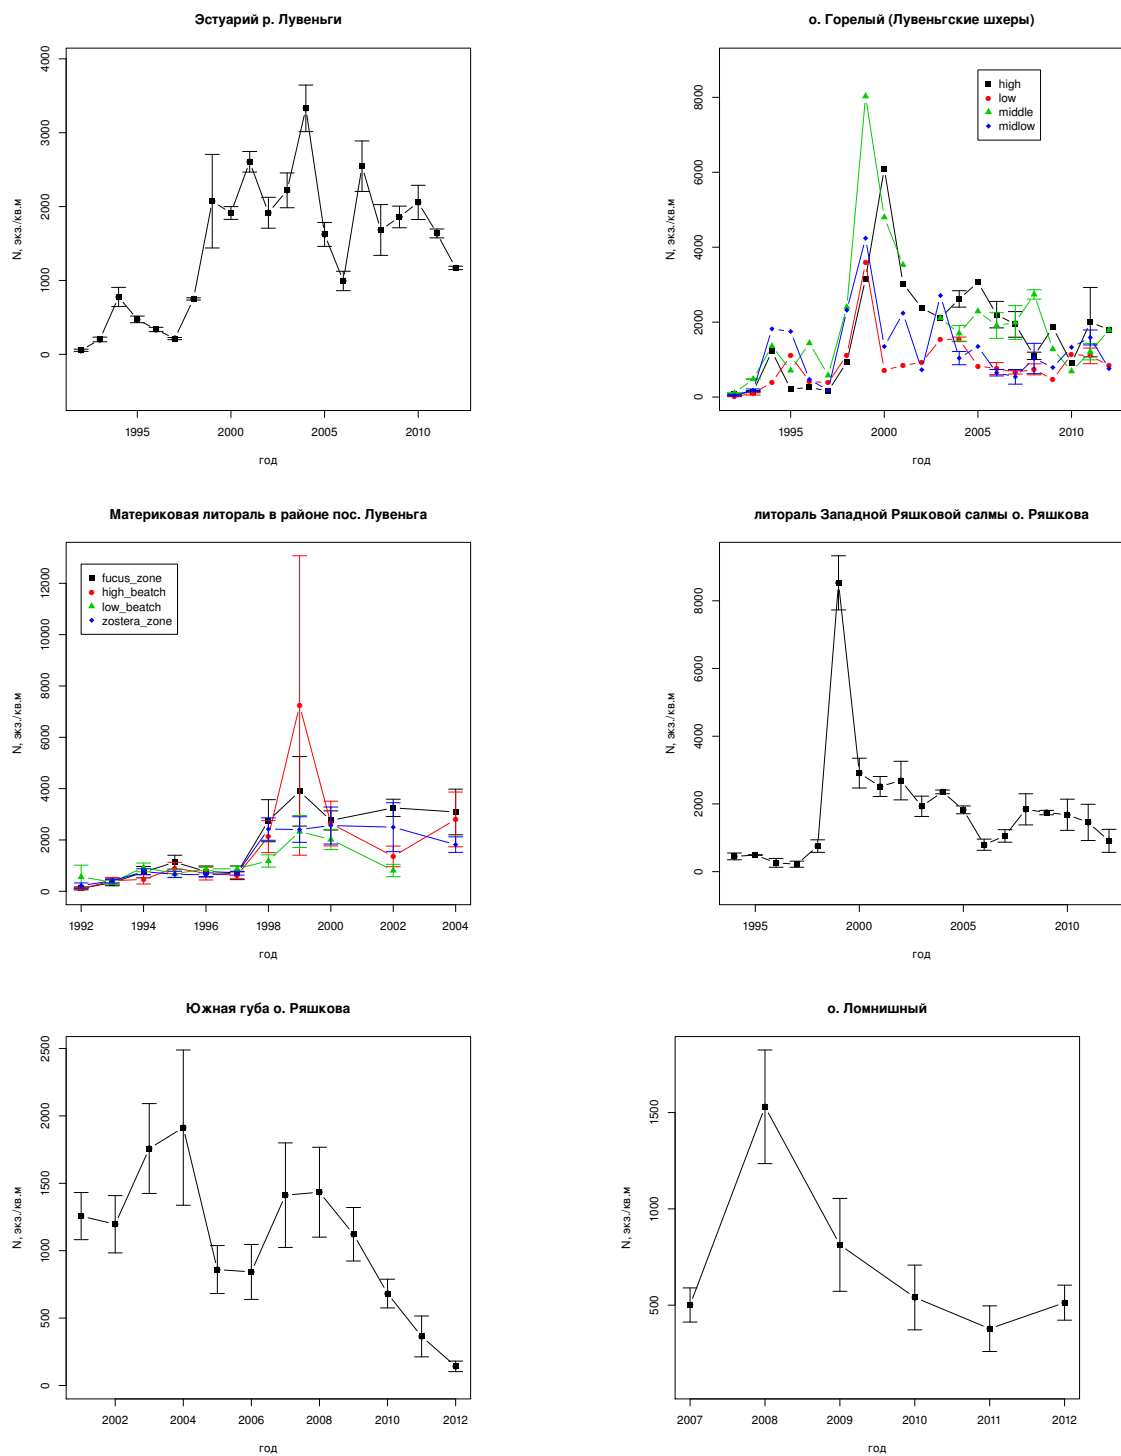 Эстуарий р. Лувеньги
N, экз./кв.м
0 1000 2000 3000 4000
1995 2000 2005 2010
год
о. Горелый (Лувеньгские шхеры)
N, экз./кв.м
0 2000 4000 6000 8000
high
low
middle
midlow
1995 2000 2005 2010
год
Материковая литораль в районе пос. Лувеньга
N, экз./кв.м
0 2000 4000 6000 8000 10000 12000
fucus_zone
high_beatch
low_beatch
zostera_zone
1992 1994 1996 1998 2000 2002 2004
год
литораль Западной Ряшковой салмы о. Ряшкова
N, экз./кв.м
0 2000 4000 6000 8000
1995 2000 2005 2010
год
Южная губа о. Ряшкова
N, экз./кв.м
0 500 1000 1500 2000 2500
2002 2004 2006 2008 2010 2012
год
о. Ломнишный
N, экз./кв.м
500 1000 1500
2007 2008 2009 2010 2011 2012
год